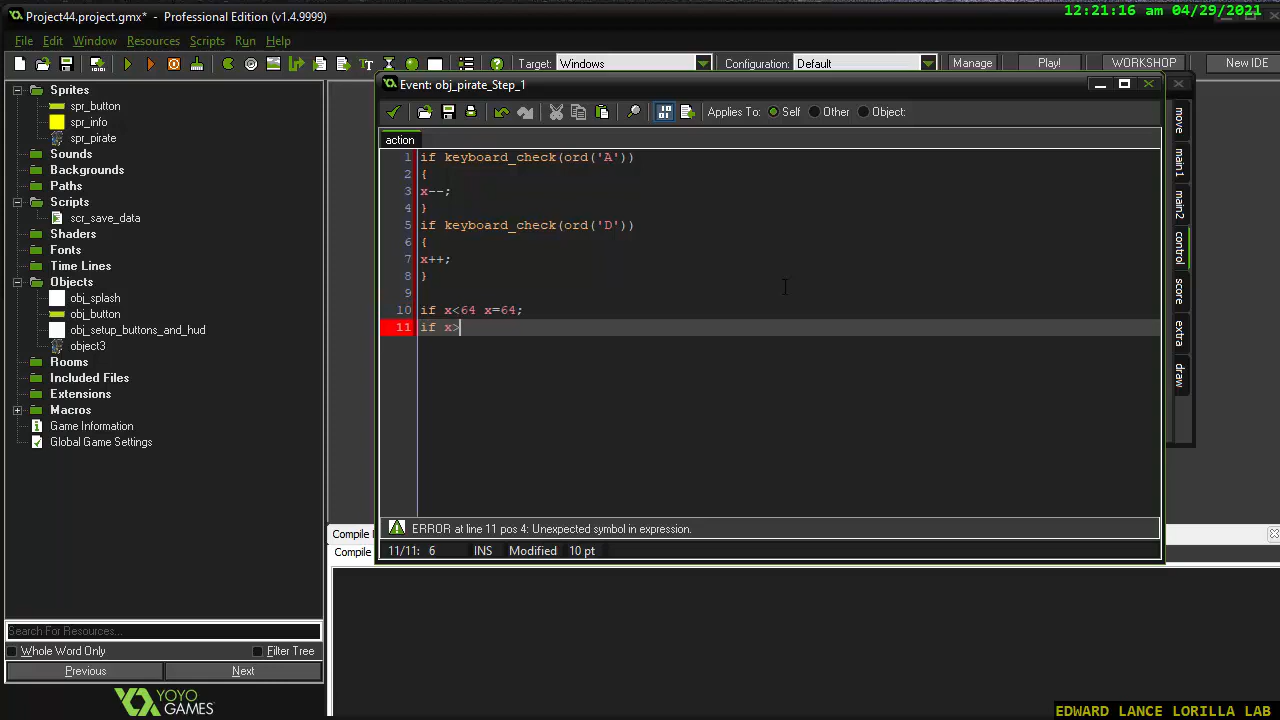 Project44.project.gmx* - Professional Edition (v1.4.9999)
12:21:16 am 04/29/2021
File Edit Window Resources Scripts Run Help
Target: Windows Configuration: Default Manage Play! WORKSHOP New IDE
Sprites
spr_button
spr_info
spr_pirate
Sounds
Backgrounds
Paths
Scripts
scr_save_data
Shaders
Fonts
Time Lines
Objects
obj_splash
obj_button
obj_setup_buttons_and_hud
object3
Rooms
Included Files
Extensions
Macros
Game Information
Global Game Settings
Search For Resources...
Whole Word Only Filter Tree
Previous Next
YOYO
GAMES
Event: obj_pirate_Step_1
Applies To: Self Other Object:
action
1 if keyboard_check(ord('A'))
2 {
3 x--;
4 }
5 if keyboard_check(ord('D'))
6 {
7 x++;
8 }
9
10 if x<64 x=64;
11 if x>
ERROR at line 11 pos 4: Unexpected symbol in expression.
11/11: 6 INS Modified 10 pt
move
main1
main2
control
score
extra
draw
Compile
Compile
EDWARD LANCE LORILLA LAB